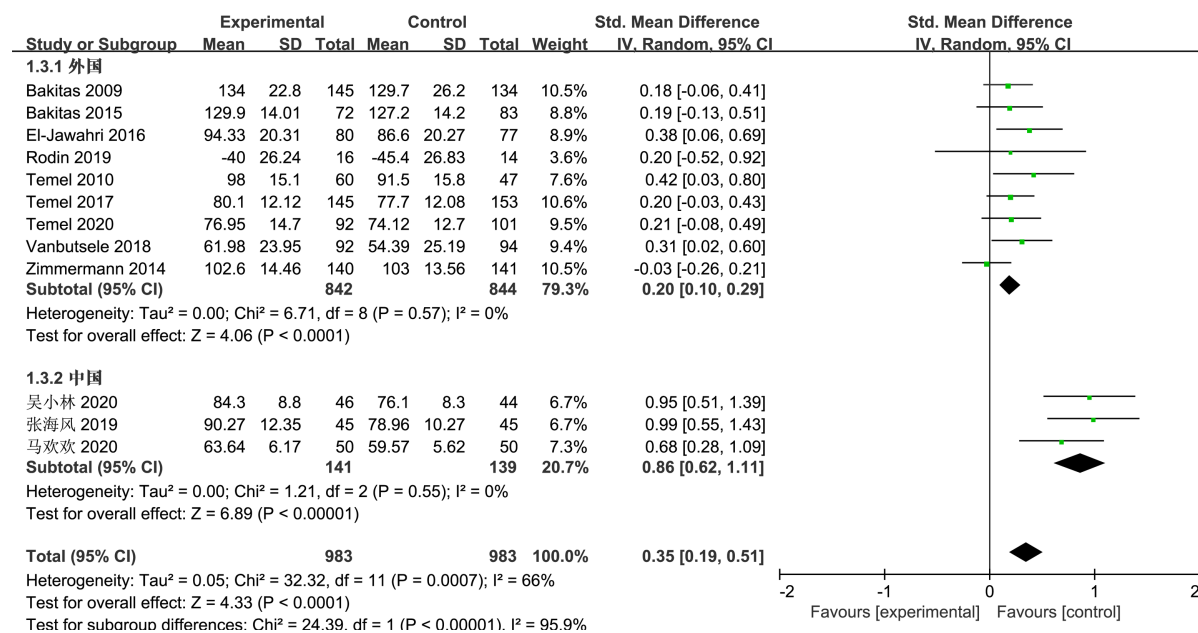 Experimental Control Std. Mean Difference Std. Mean Difference
Study or Subgroup Mean SD Total Mean SD Total Weight IV, Random, 95% CI IV, Random, 95% CI
1.3.1 外国
Bakitas 2009 134 22.8 145 129.7 26.2 134 10.5% 0.18 [-0.06, 0.41]
Bakitas 2015 129.9 14.01 72 127.2 14.2 83 8.8% 0.19 [-0.13, 0.51]
El-Jawahri 2016 94.33 20.31 80 86.6 20.27 77 8.9% 0.38 [0.06, 0.69]
Rodin 2019 -40 26.24 16 -45.4 26.83 14 3.6% 0.20 [-0.52, 0.92]
Temel 2010 98 15.1 60 91.5 15.8 47 7.6% 0.42 [0.03, 0.80]
Temel 2017 80.1 12.12 145 77.7 12.08 153 10.6% 0.20 [-0.03, 0.43]
Temel 2020 76.95 14.7 92 74.12 12.7 101 9.5% 0.21 [-0.08, 0.49]
Vanbutsele 2018 61.98 23.95 92 54.39 25.19 94 9.4% 0.31 [0.02, 0.60]
Zimmermann 2014 102.6 14.46 140 103 13.56 141 10.5% -0.03 [-0.26, 0.21]
Subtotal (95% CI) 842 844 79.3% 0.20 [0.10, 0.29]
Heterogeneity: Tau² = 0.00; Chi² = 6.71, df = 8 (P = 0.57); I² = 0%
Test for overall effect: Z = 4.06 (P < 0.0001)
1.3.2 中国
吴小林 2020 84.3 8.8 46 76.1 8.3 44 6.7% 0.95 [0.51, 1.39]
张海风 2019 90.27 12.35 45 78.96 10.27 45 6.7% 0.99 [0.55, 1.43]
马欢欢 2020 63.64 6.17 50 59.57 5.62 50 7.3% 0.68 [0.28, 1.09]
Subtotal (95% CI) 141 139 20.7% 0.86 [0.62, 1.11]
Heterogeneity: Tau² = 0.00; Chi² = 1.21, df = 2 (P = 0.55); I² = 0%
Test for overall effect: Z = 6.89 (P < 0.00001)
Total (95% CI) 983 983 100.0% 0.35 [0.19, 0.51]
Heterogeneity: Tau² = 0.05; Chi² = 32.32, df = 11 (P = 0.0007); I² = 66%
Test for overall effect: Z = 4.33 (P < 0.0001)
Test for subgroup differences: Chi² = 24.39, df = 1 (P < 0.00001), I² = 95.9%
-2 -1 0 1 2
Favours [experimental] Favours [control]